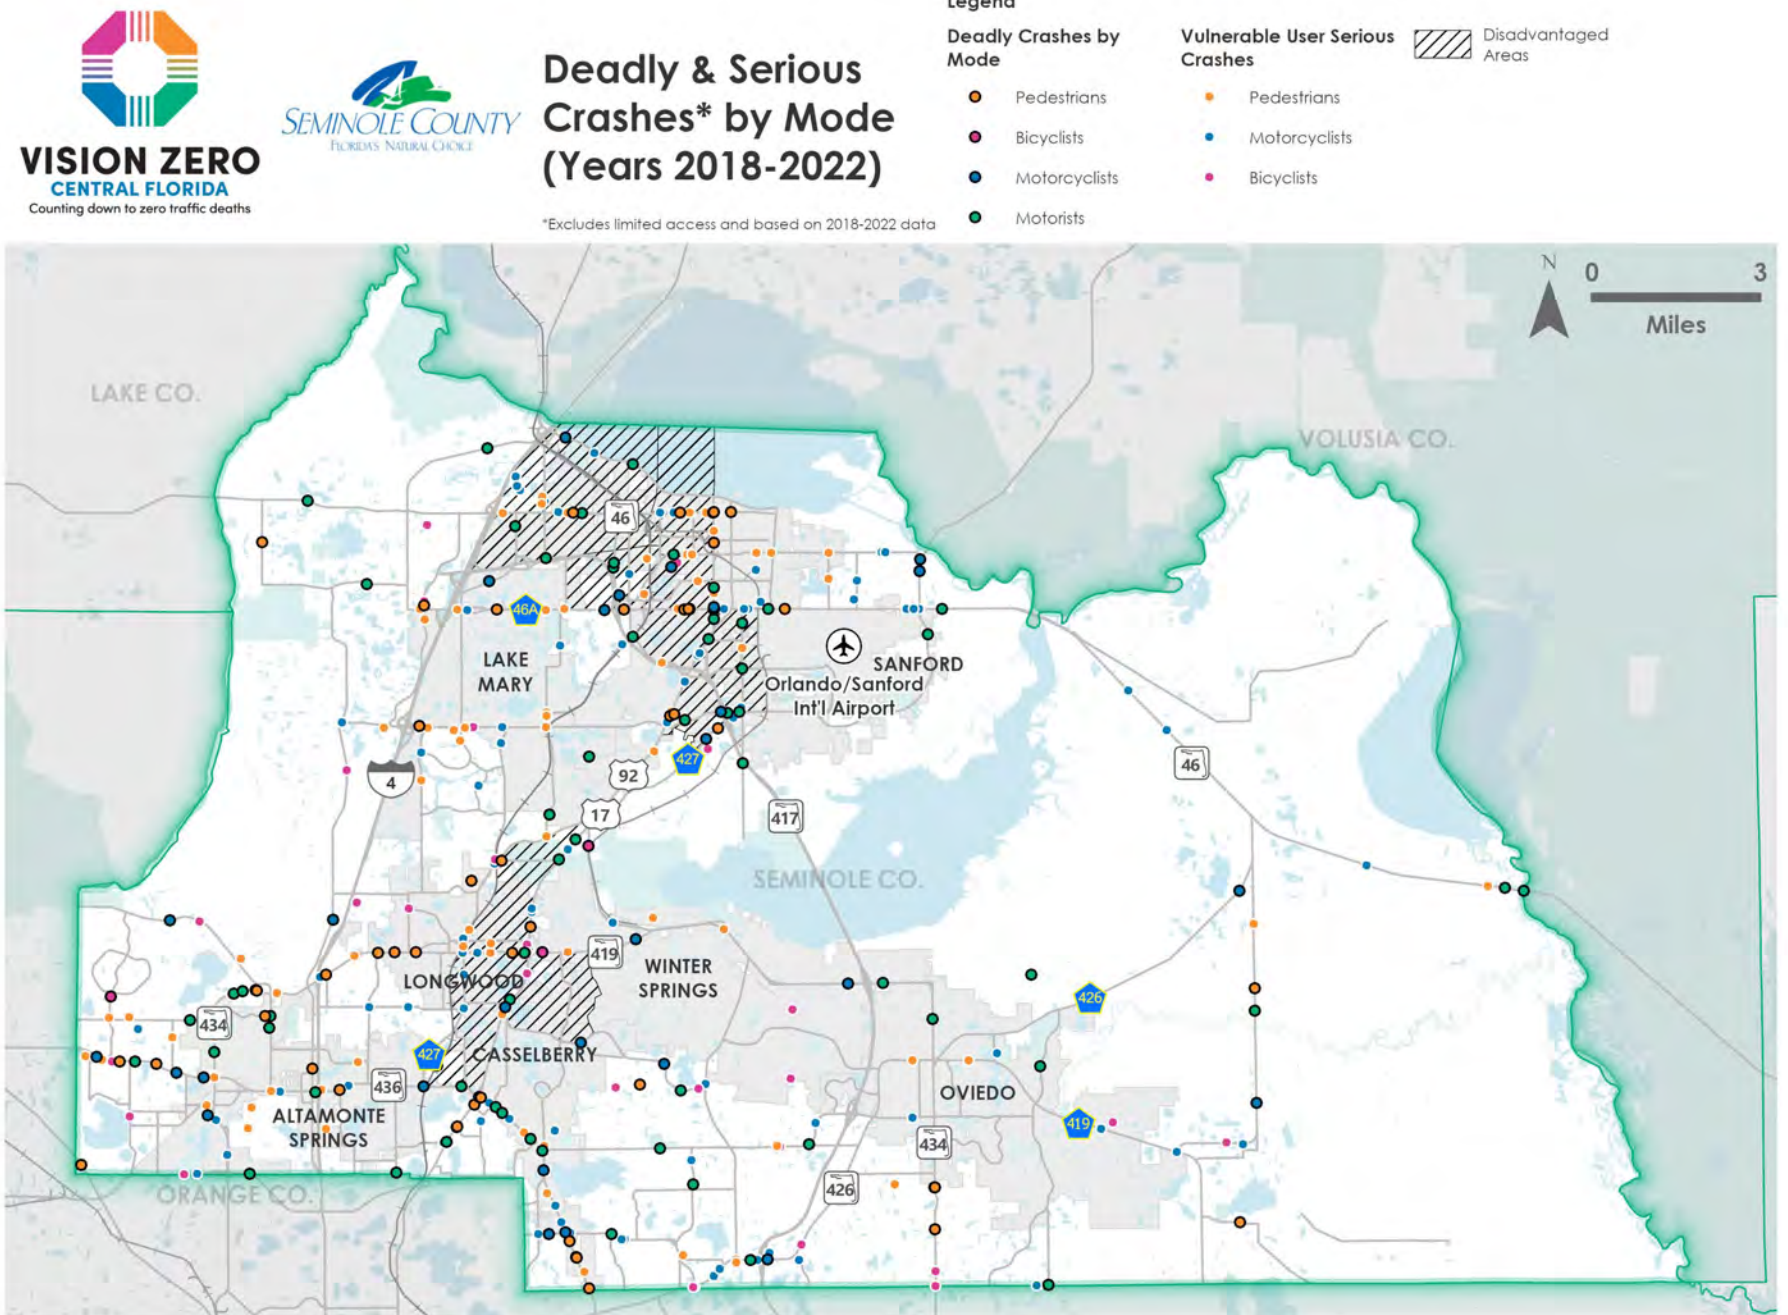 VISION ZERO
CENTRAL FLORIDA
Counting down to zero traffic deaths
SEMINOLE COUNTY
FLORIDA'S NATURAL CHOICE
Deadly & Serious
Crashes* by Mode
(Years 2018-2022)
*Excludes limited access and based on 2018-2022 data
Legend
Deadly Crashes by
Mode
Pedestrians
Bicyclists
Motorcyclists
Motorists
Vulnerable User Serious
Crashes
Pedestrians
Motorcyclists
Bicyclists
Disadvantaged
Areas
N
0 3
Miles
LAKE CO.
VOLUSIA CO.
46
46A
LAKE
MARY
SANFORD
Orlando/Sanford
Int'l Airport
427
92
4
17
417
46
SEMINOLE CO.
419
WINTER
SPRINGS
LONGWOOD
426
434
427
CASSELBERRY
436
OVIEDO
ALTAMONTE
SPRINGS
419
434
426
ORANGE CO.